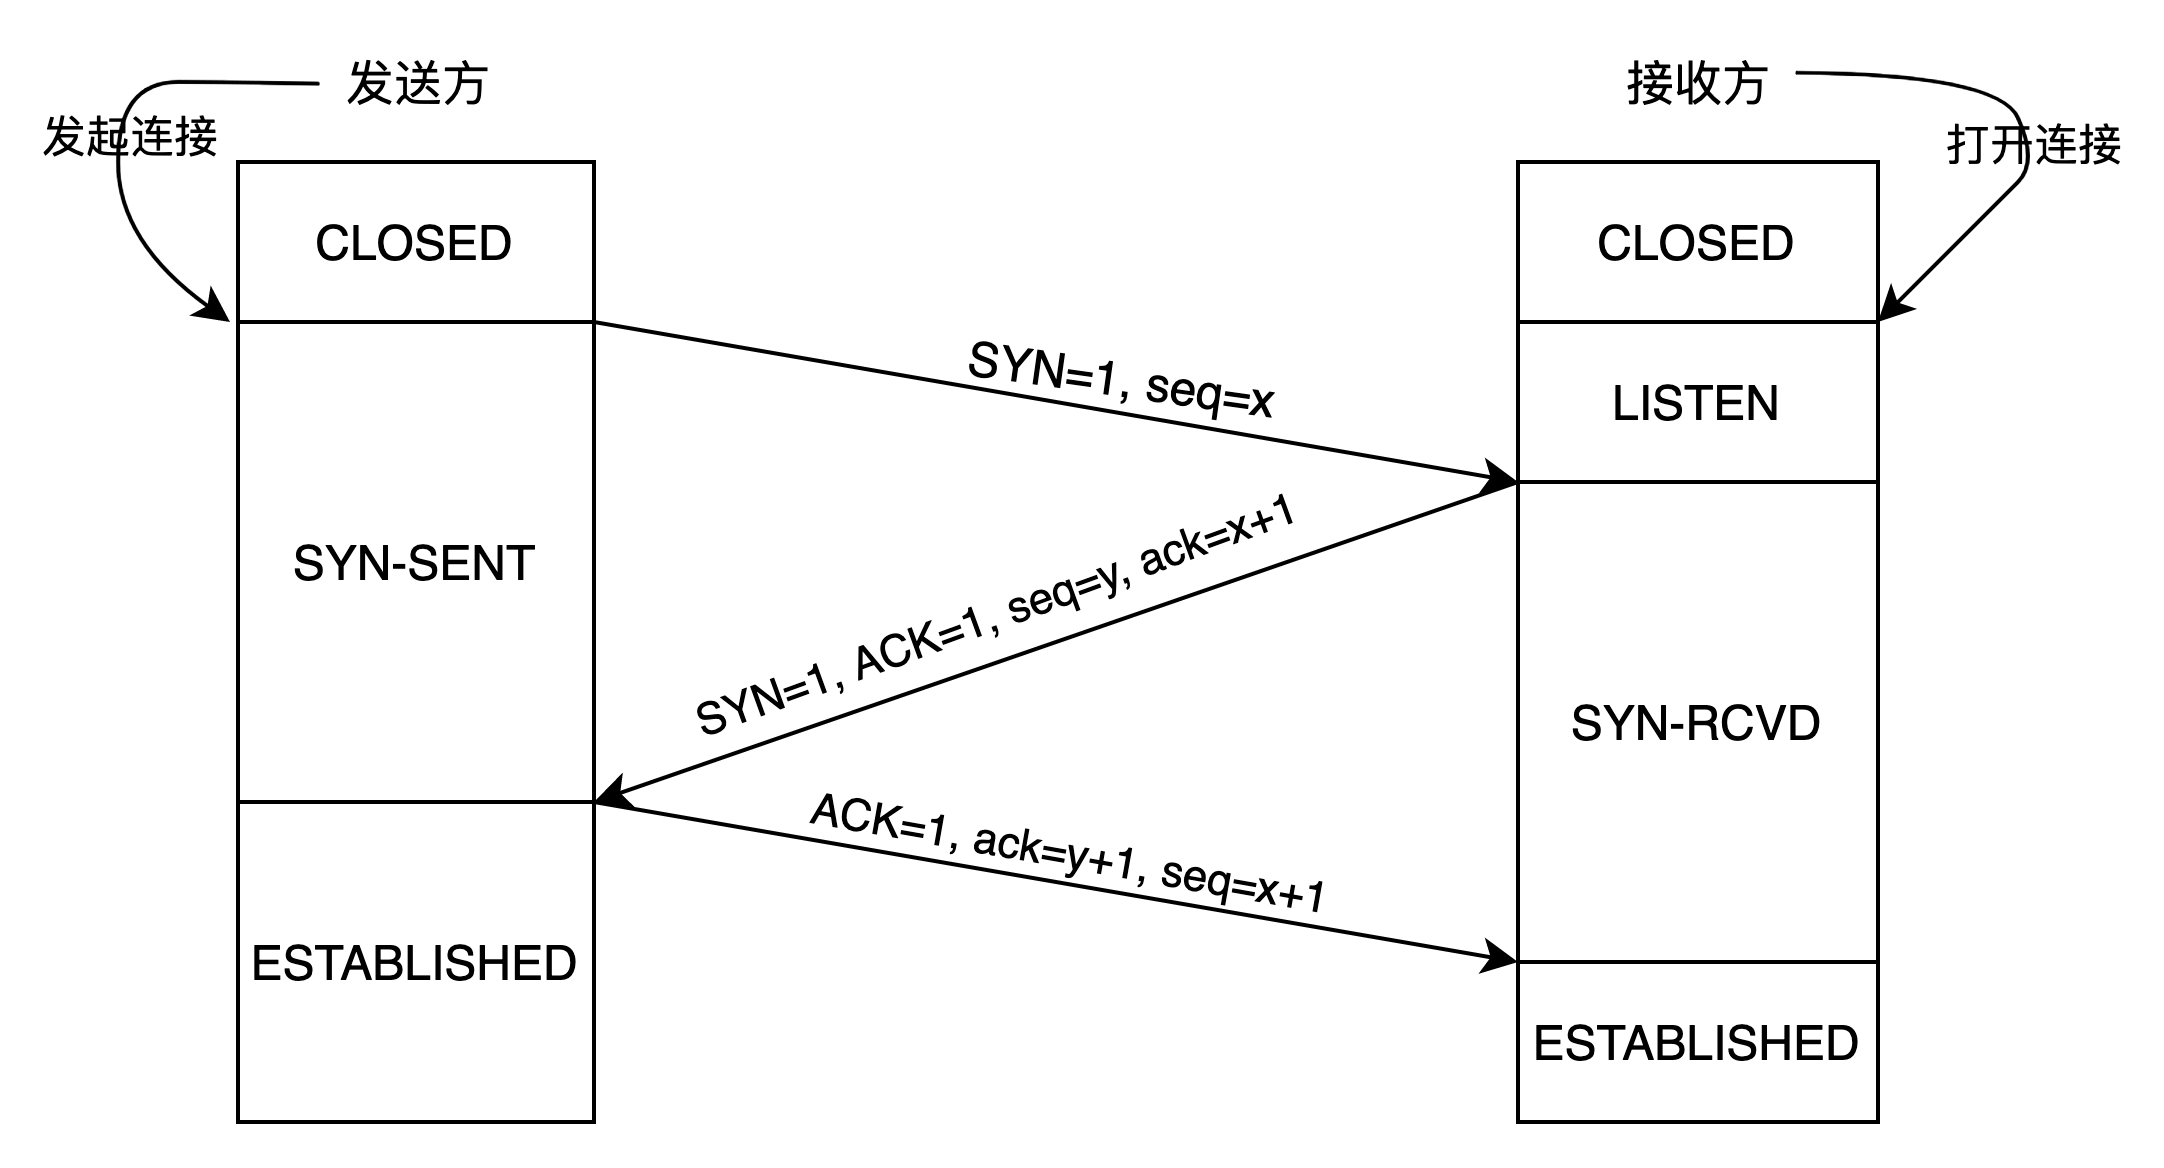 发送方
接收方
发起连接
打开连接
CLOSED
CLOSED
SYN=1, seq=x
LISTEN
SYN-SENT
SYN=1, ACK=1, seq=y, ack=x+1
SYN-RCVD
ACK=1, ack=y+1, seq=x+1
ESTABLISHED
ESTABLISHED